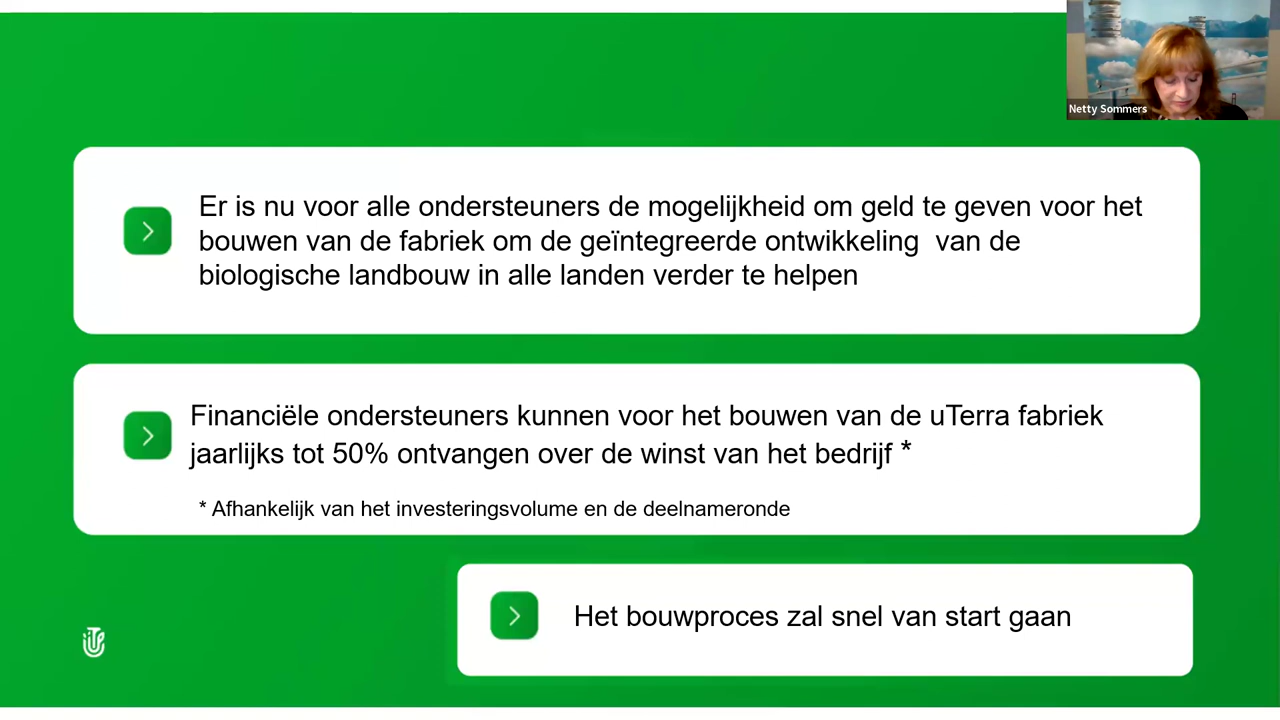 Netty Sommers
Er is nu voor alle ondersteuners de mogelijkheid om geld te geven voor het
bouwen van de fabriek om de geïntegreerde ontwikkeling van de
biologische landbouw in alle landen verder te helpen
Financiële ondersteuners kunnen voor het bouwen van de uTerra fabriek
jaarlijks tot 50% ontvangen over de winst van het bedrijf *
* Afhankelijk van het investeringsvolume en de deelnameronde
Het bouwproces zal snel van start gaan